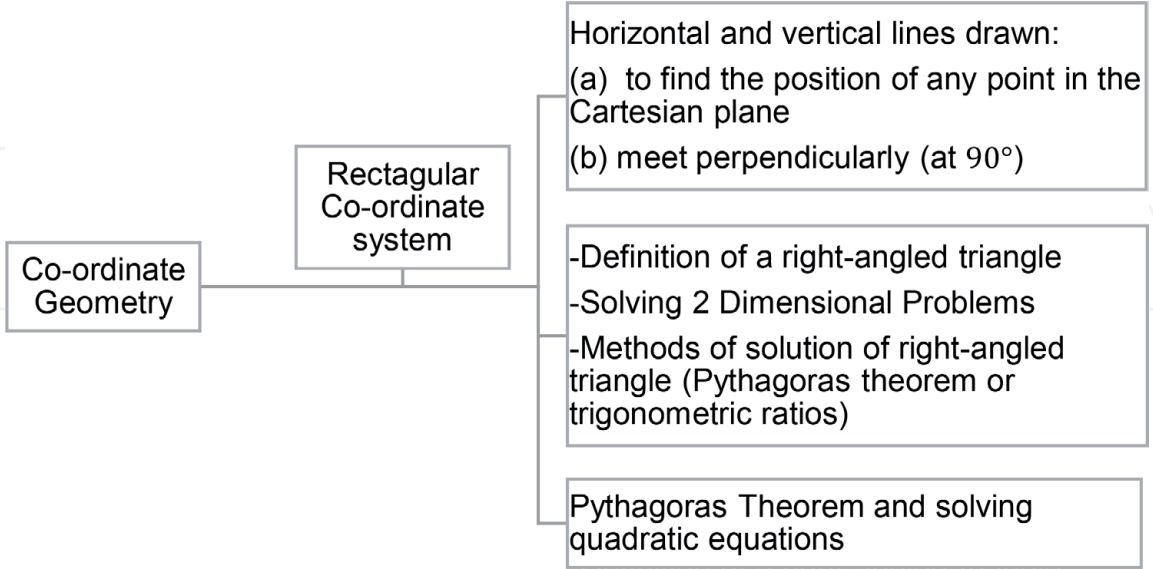 Co-ordinate
Geometry
Rectagular
Co-ordinate
system
Horizontal and vertical lines drawn:
(a)  to find the position of any point in the
Cartesian plane
(b) meet perpendicularly (at 90°)
-Definition of a right-angled triangle
-Solving 2 Dimensional Problems
-Methods of solution of right-angled
triangle (Pythagoras theorem or
trigonometric ratios)
Pythagoras Theorem and solving
quadratic equations